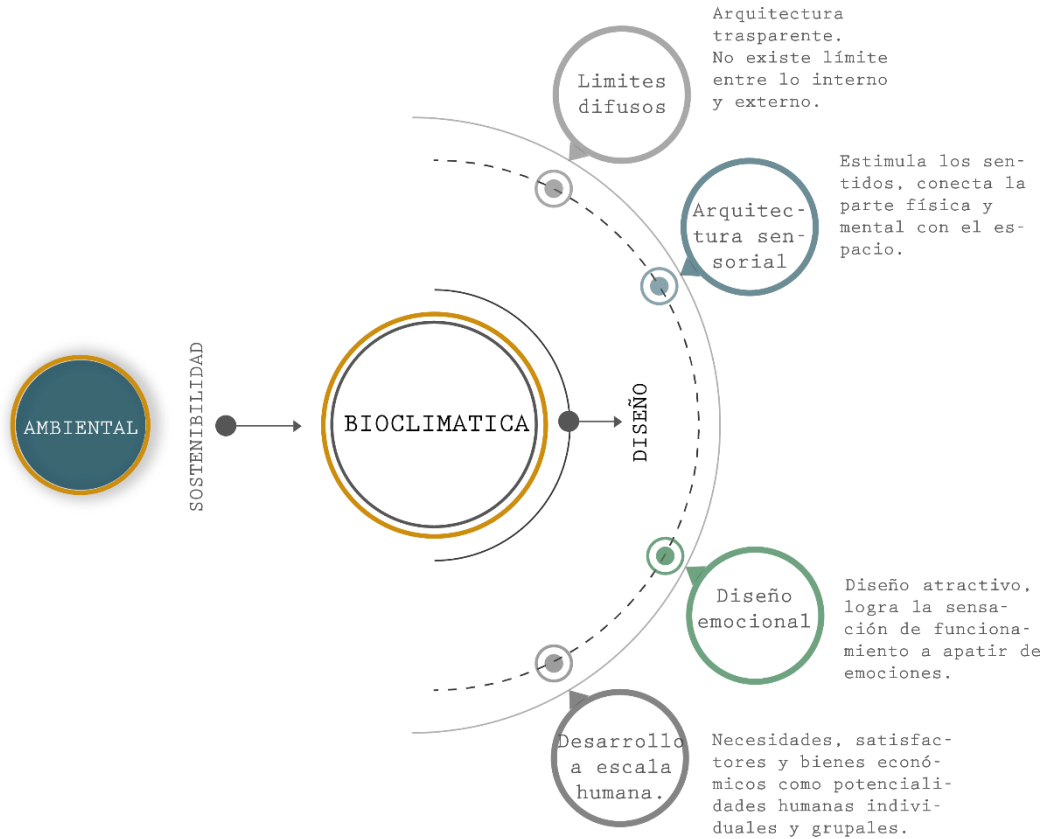 Arquitectura
trasparente.
No existe límite
entre lo interno
y externo.
Limites
difusos
Estimula los sen-
tidos, conecta la
parte física y
mental con el es-
pacio.
Arquitec-
tura sen-
sorial
AMBIENTAL
SOSTENIBILIDAD
BIOCLIMATICA
DISEÑO
Diseño
emocional
Diseño atractivo,
logra la sensa-
ción de funciona-
miento a apatir de
emociones.
Desarrollo
a escala
humana.
Necesidades, satisfac-
tores y bienes econó-
micos como potenciali-
dades humanas indivi-
duales y grupales.